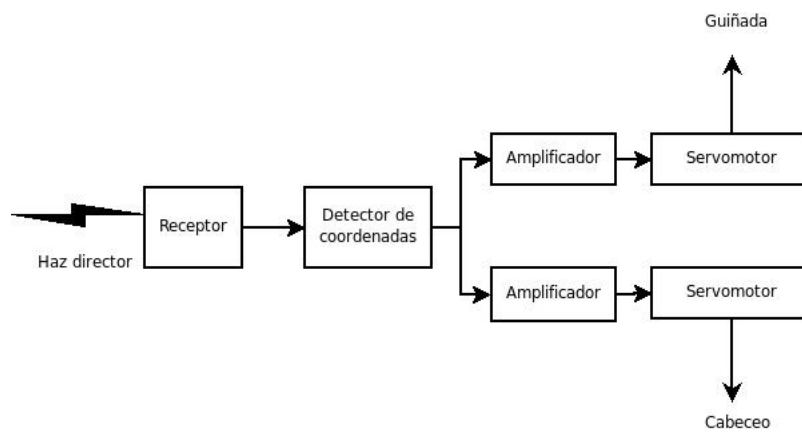 Guiñada
Amplificador
Servomotor
Receptor
Detector de
coordenadas
Haz director
Amplificador
Servomotor
Cabeceo